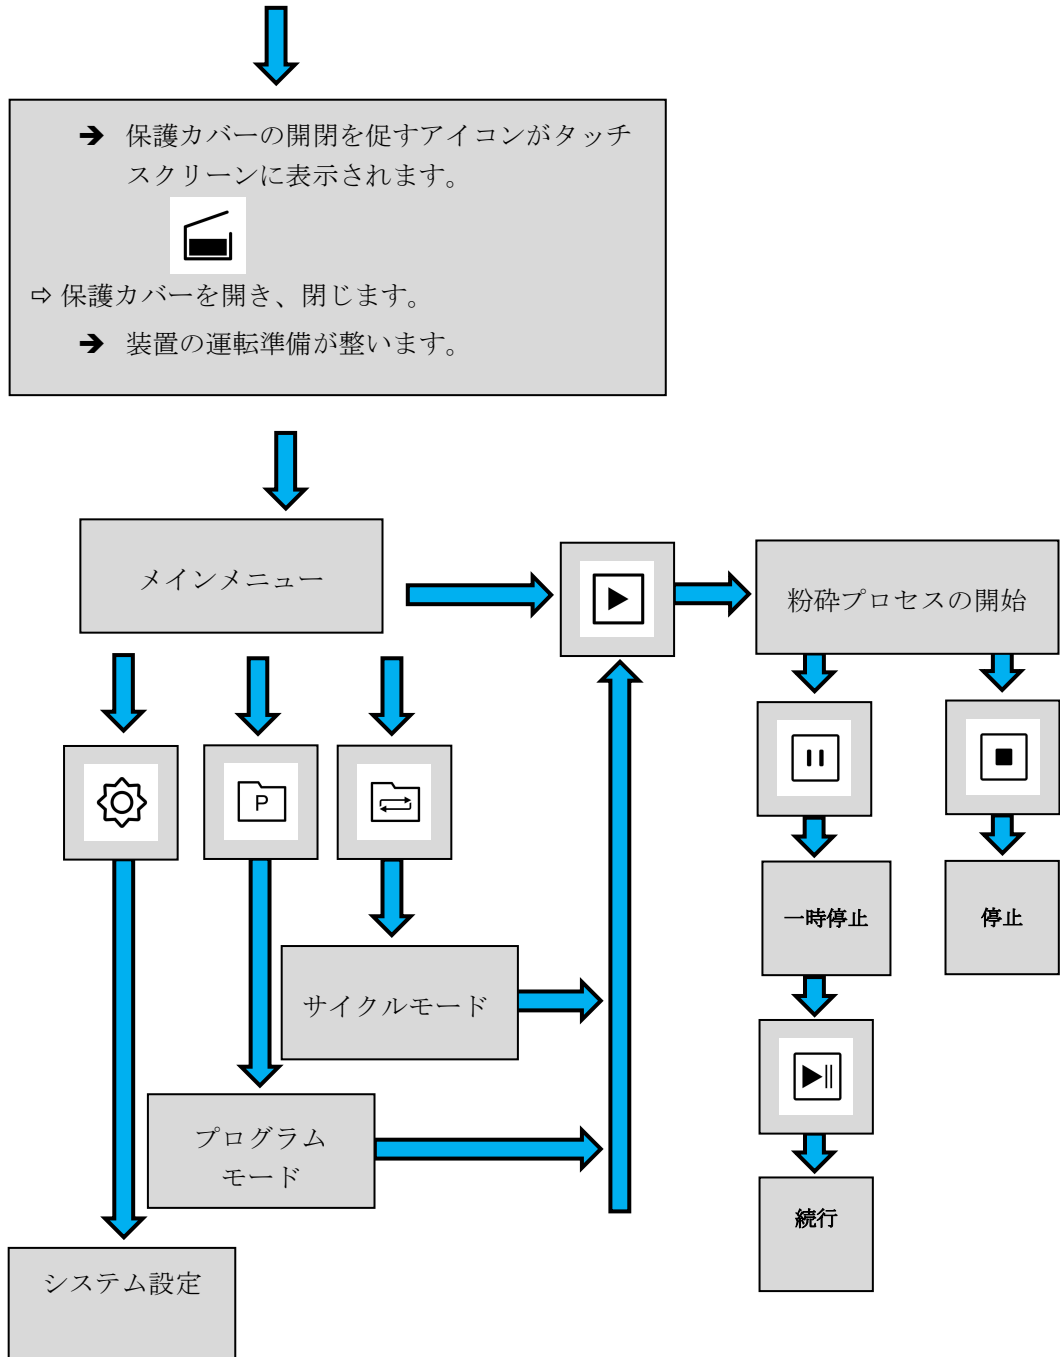 ➔ 保護カバーの開閉を促すアイコンがタッチ
スクリーンに表示されます。
⇨ 保護カバーを開き、閉じます。
➔ 装置の運転準備が整います。
メインメニュー
粉砕プロセスの開始
P
一時停止
停止
サイクルモード
プログラム
モード
続行
システム設定